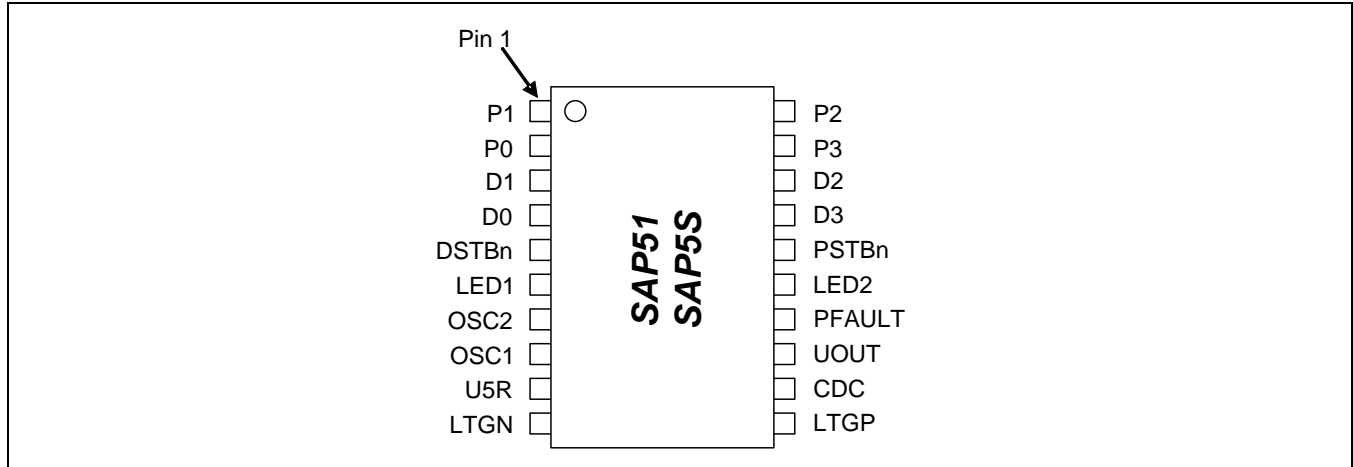 Pin 1
P1
P0
D1
D0
DSTBn
LED1
OSC2
OSC1
U5R
LTGN
SAP51
SAP5S
P2
P3
D2
D3
PSTBn
LED2
PFAULT
UOUT
CDC
LTGP